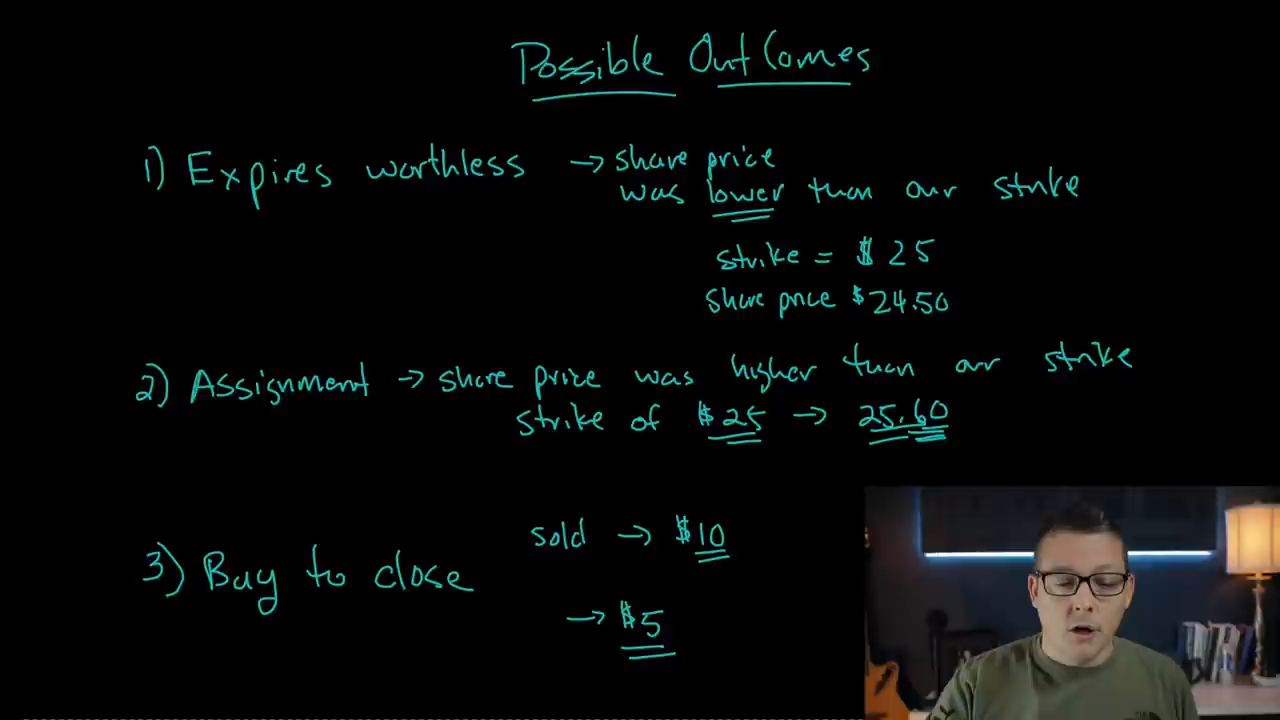 Possible Outcomes
1) Expires worthless → share price
was lower than our strike
strike = $25
share price $24.50
2) Assignment → share price was higher than our strike
strike of $25 → 25.60
3) Buy to close
sold → $10
→ $5